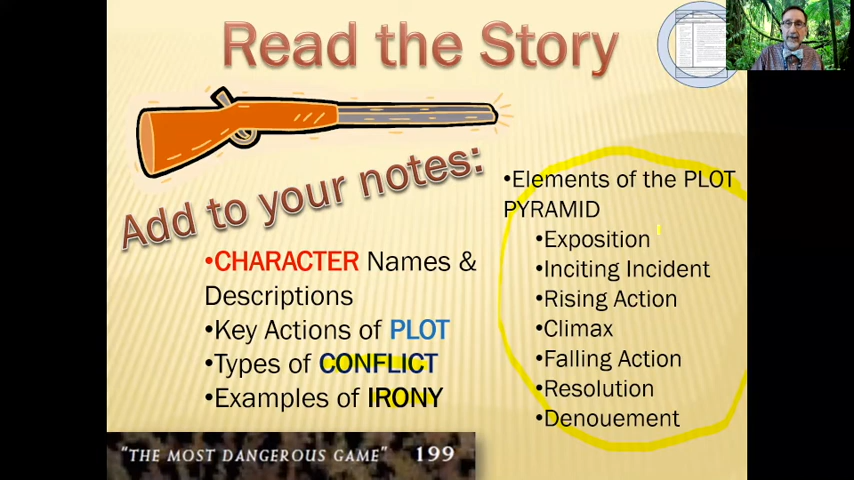 Read the Story
Add to your notes:
•CHARACTER Names &
Descriptions
•Key Actions of PLOT
•Types of CONFLICT
•Examples of IRONY
•Elements of the PLOT
PYRAMID
•Exposition
•Inciting Incident
•Rising Action
•Climax
•Falling Action
•Resolution
•Denouement
"THE MOST DANGEROUS GAME" 199